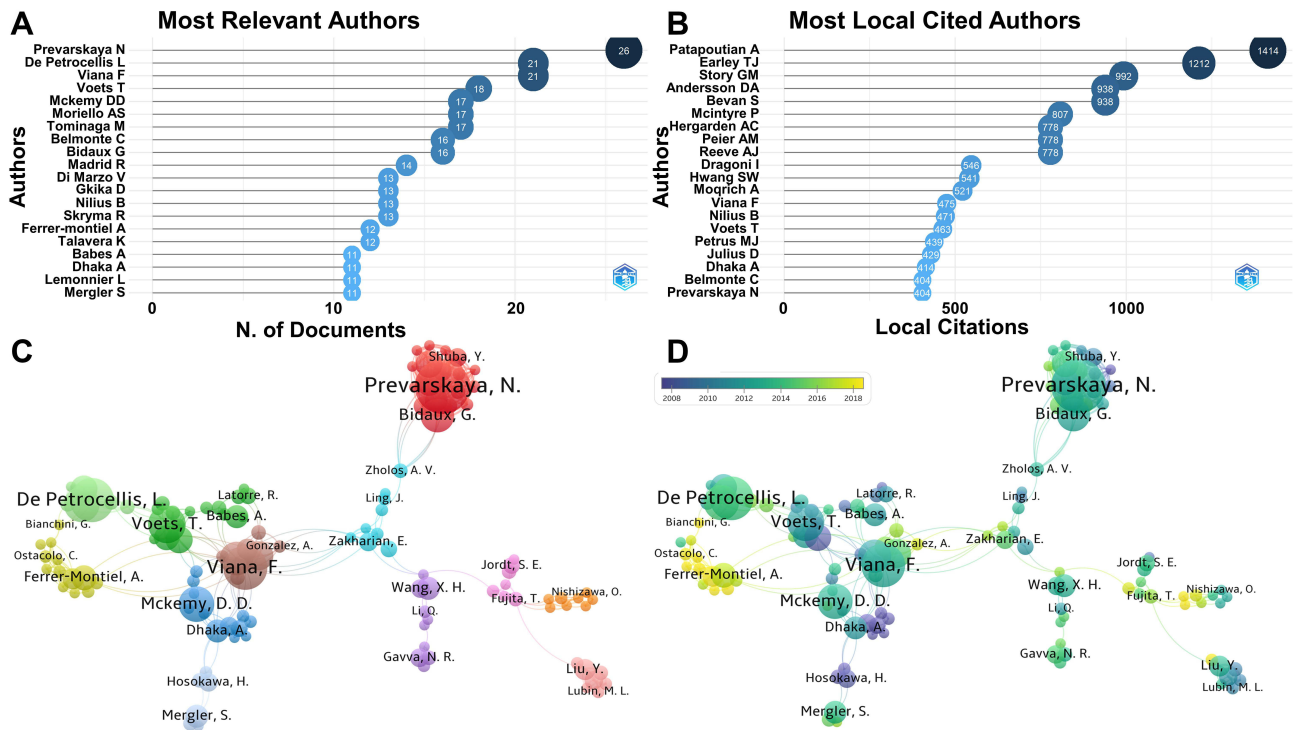 A
Most Relevant Authors
Authors
Prevarskaya N 26
De Petrocellis L 21
Viana F 21
Voets T 18
Mckemy DD 17
Moriello AS 17
Tominaga M 17
Belmonte C 16
Bidaux G 16
Madrid R 14
Di Marzo V 13
Gkika D 13
Nilius B 13
Skryma R 13
Ferrer-montiel A 12
Talavera K 12
Babes A 11
Dhaka A 11
Lemonnier L 11
Mergler S 11
0 10 20
N. of Documents
B
Most Local Cited Authors
Authors
Patapoutian A 1414
Earley TJ 1212
Story GM 992
Andersson DA 938
Bevan S 938
Mcintyre P 807
Hergarden AC 778
Peier AM 778
Reeve AJ 778
Dragoni I 546
Hwang SW 541
Moqrich A 521
Viana F 475
Nilius B 471
Voets T 463
Petrus MJ 439
Julius D 429
Dhaka A 414
Belmonte C 404
Prevarskaya N 404
0 500 1000
Local Citations
C
Shuba, Y.
Prevarskaya, N.
Bidaux, G.
Zholos, A. V.
Ling, J.
De Petrocellis, L.
Latorre, R.
Babes, A.
Voets, T.
Bianchini, G.
Zakharian, E.
Gonzalez, A.
Ostacolo, C.
Viana, F.
Ferrer-Montiel, A.
Jordt, S. E.
Wang, X. H.
Nishizawa, O.
Fujita, T.
Mckemy, D. D.
Li, Q.
Dhaka, A.
Gavva, N. R.
Liu, Y.
Hosokawa, H.
Lubin, M. L.
Mergler, S.
D
2008 2010 2012 2014 2016 2018
Shuba, Y.
Prevarskaya, N.
Bidaux, G.
Zholos, A. V.
Ling, J.
De Petrocellis, L.
Latorre, R.
Babes, A.
Voets, T.
Bianchini, G.
Zakharian, E.
Gonzalez, A.
Ostacolo, C.
Viana, F.
Ferrer-Montiel, A.
Jordt, S. E.
Wang, X. H.
Nishizawa, O.
Fujita, T.
Mckemy, D. D.
Li, Q.
Dhaka, A.
Gavva, N. R.
Liu, Y.
Hosokawa, H.
Lubin, M. L.
Mergler, S.